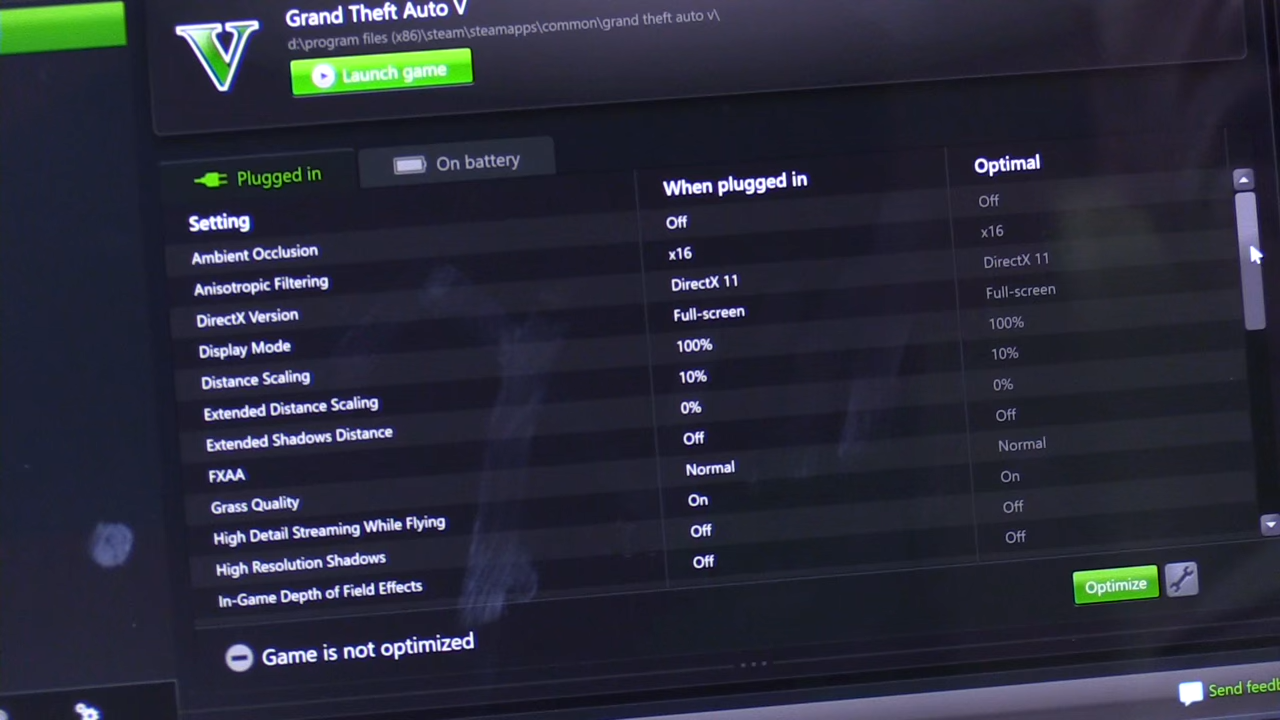 Grand Theft Auto V
d:\program files (x86)\steam\steamapps\common\grand theft auto v\
Launch game
Plugged in
On battery
Setting When plugged in Optimal
Ambient Occlusion Off Off
Anisotropic Filtering x16 x16
DirectX Version DirectX 11 DirectX 11
Display Mode Full-screen Full-screen
Distance Scaling 100% 100%
Extended Distance Scaling 10% 10%
Extended Shadows Distance 0% 0%
FXAA Off Off
Grass Quality Normal Normal
High Detail Streaming While Flying On On
High Resolution Shadows Off Off
In-Game Depth of Field Effects Off Off
Optimize
Game is not optimized
Send feedb